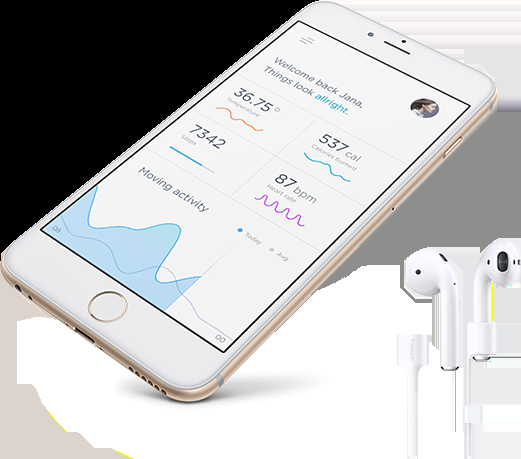 Welcome back Jana,
Things look allright.
36.75 °
Temperature
537 cal
Calories burned
7342
Steps
87 bpm
Heart rate
Moving activity
Today
Avg
09
00